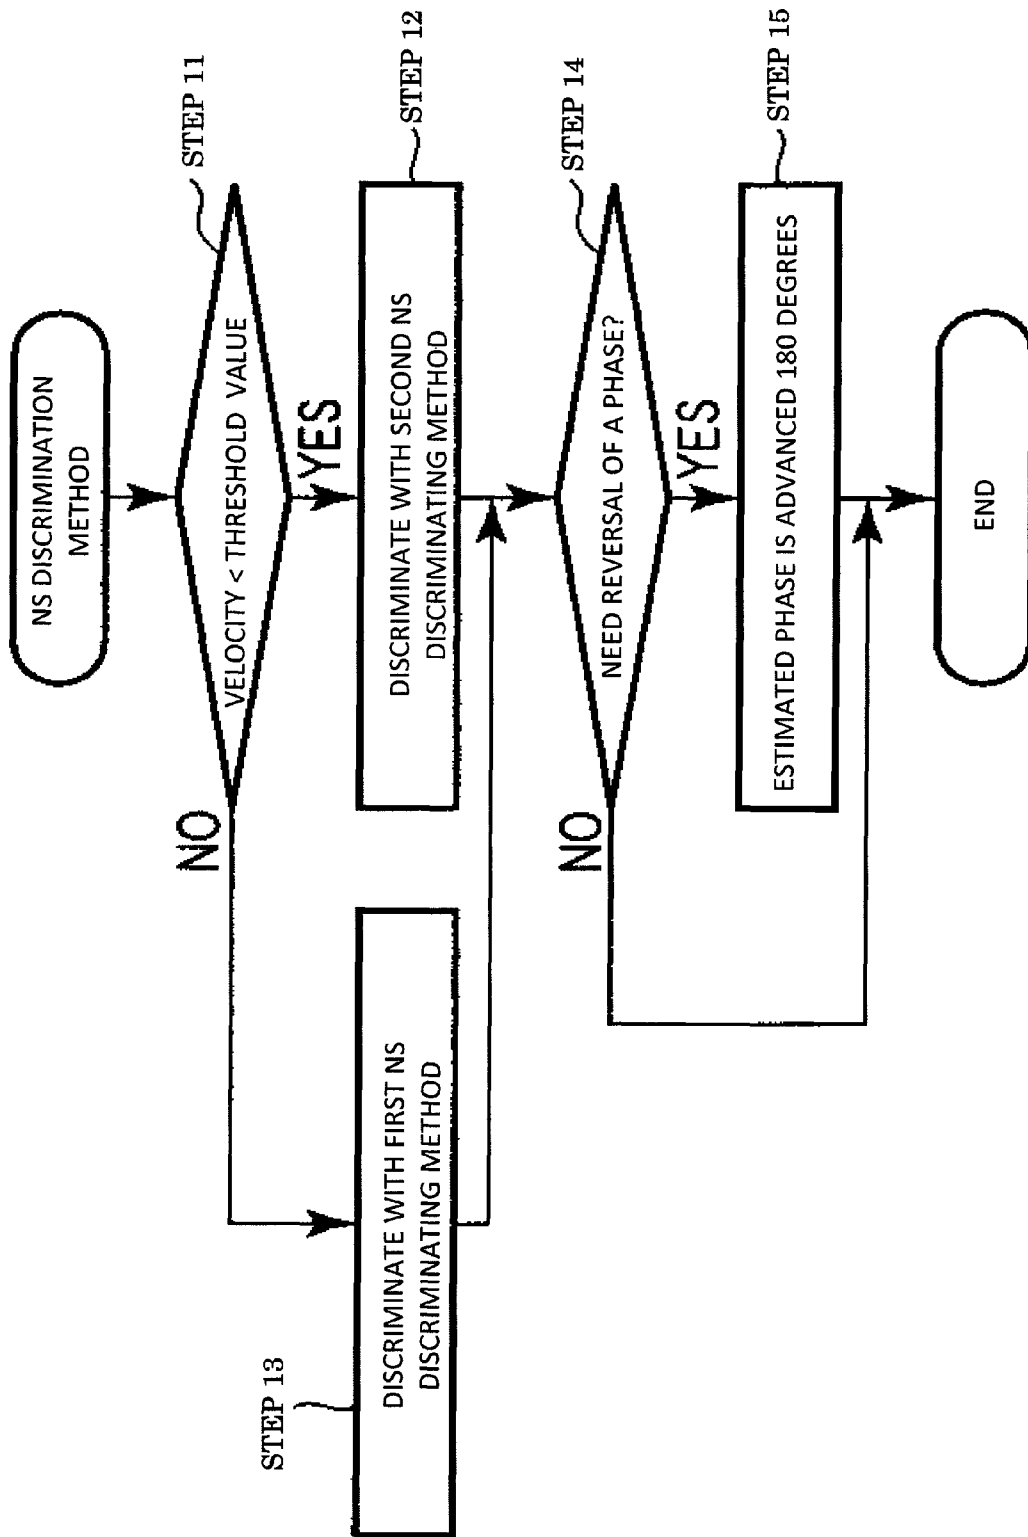 NS DISCRIMINATION
METHOD
STEP 11
VELOCITY < THRESHOLD VALUE
NO
YES
STEP 12
DISCRIMINATE WITH SECOND NS
DISCRIMINATING METHOD
STEP 13
DISCRIMINATE WITH FIRST NS
DISCRIMINATING METHOD
STEP 14
NEED REVERSAL OF A PHASE?
NO
YES
STEP 15
ESTIMATED PHASE IS ADVANCED 180 DEGREES
END